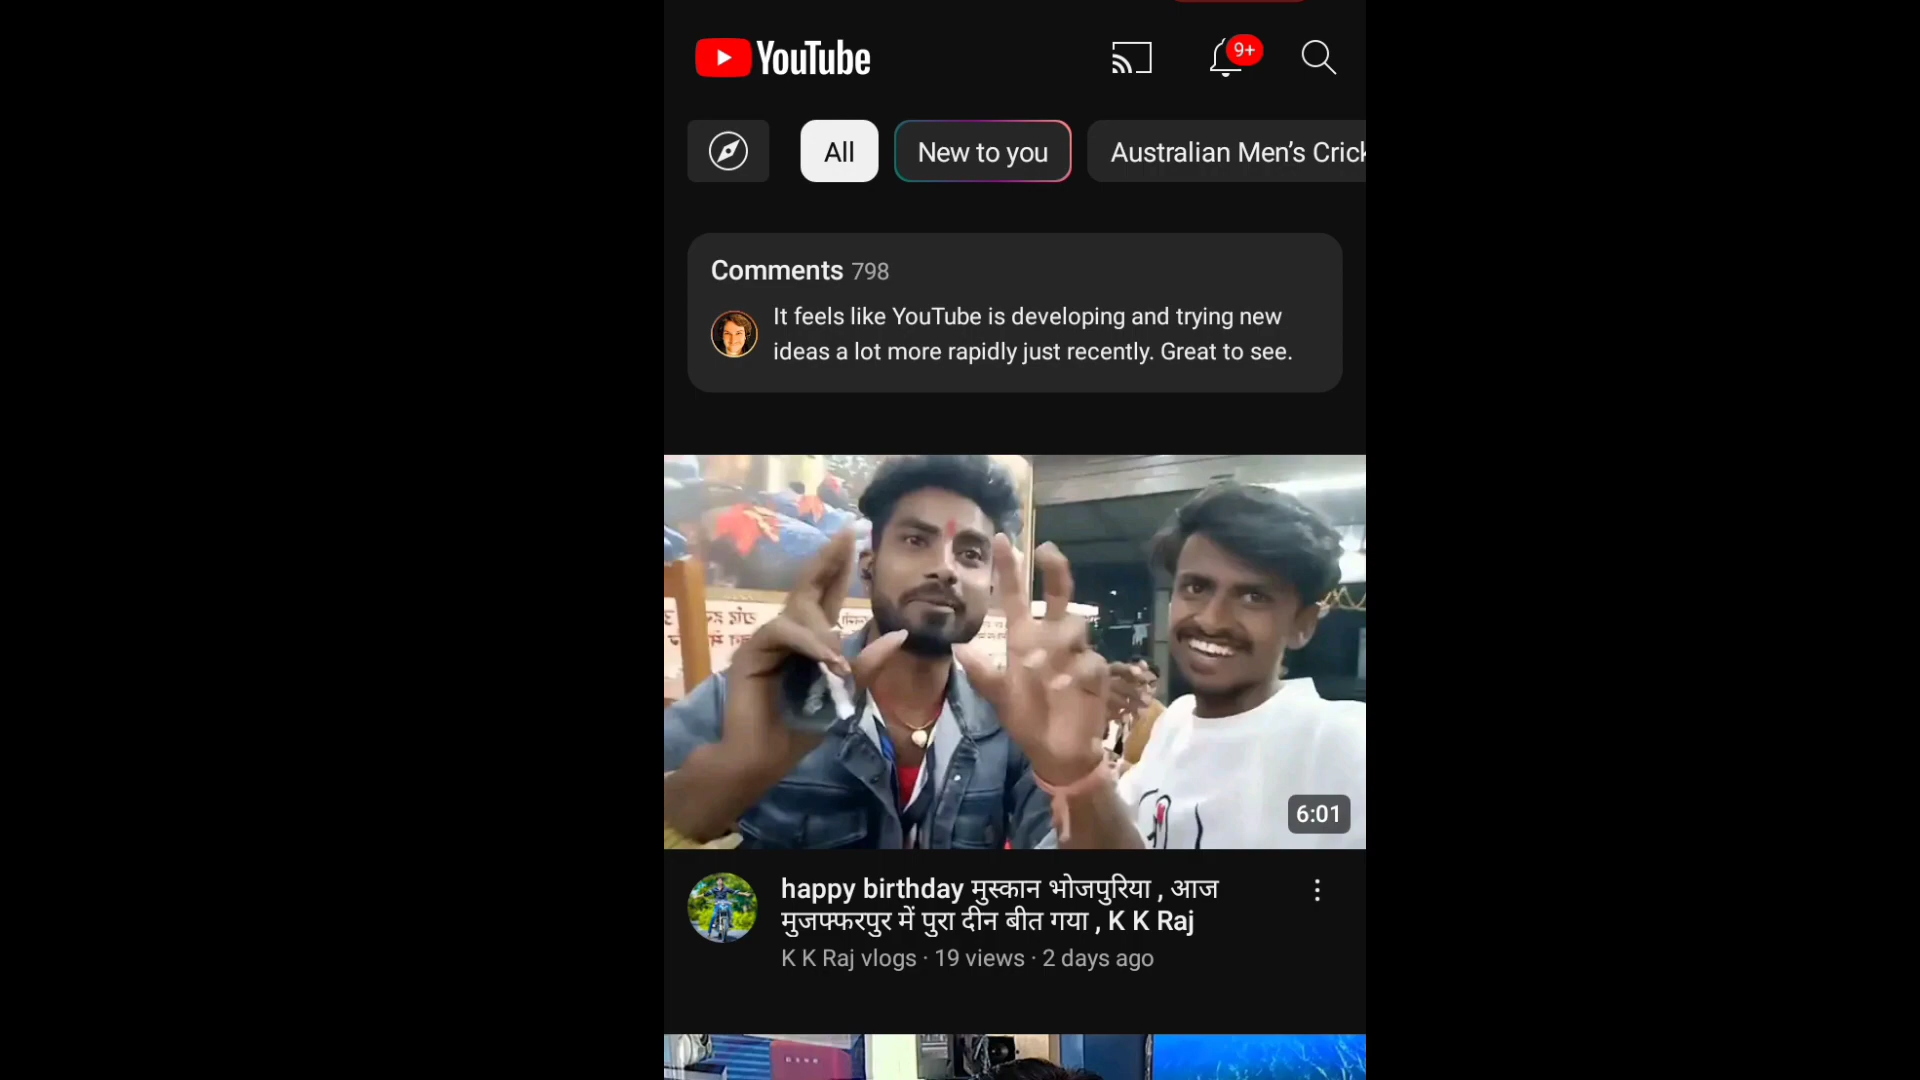 YouTube
9+
All
New to you
Australian Men’s Crick
Comments 798
It feels like YouTube is developing and trying new
ideas a lot more rapidly just recently. Great to see.
6:01
happy birthday मुस्कान भोजपुरिया , आज
मुजफ्फरपुर में पुरा दीन बीत गया , K K Raj
K K Raj vlogs · 19 views · 2 days ago